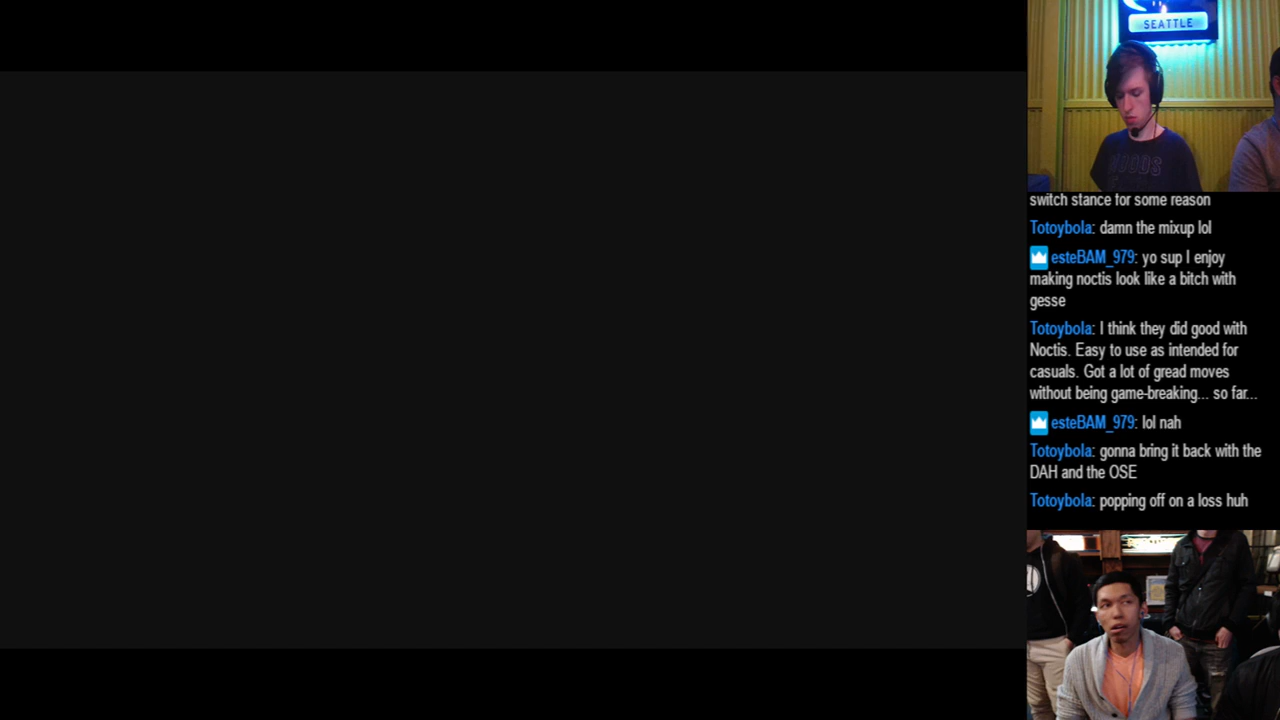 SEATTLE
switch stance for some reason
Totoybola: damn the mixup lol
esteBAM_979: yo sup I enjoy
making noctis look like a bitch with
gesse
Totoybola: I think they did good with
Noctis. Easy to use as intended for
casuals. Got a lot of gread moves
without being game-breaking... so far...
esteBAM_979: lol nah
Totoybola: gonna bring it back with the
DAH and the OSE
Totoybola: popping off on a loss huh